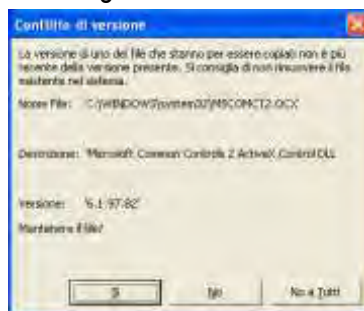 Conflitto di versione
La versione di uno dei file che stanno per essere copiati non è più
recente della versione presente. Si consiglia di non rimuovere il file
esistente nel sistema.
Nome File: 'C:\WINDOWS\system32\MSCOMCT2.OCX'
Descrizione: 'Microsoft Common Controls 2 ActiveX Control DLL'
Versione: '6.1.97.82'
Mantenere il file?
Sì
No
No a Tutti